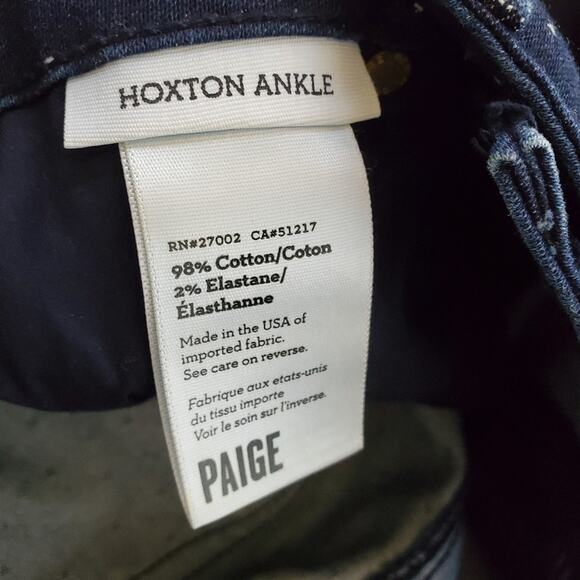 HOXTON ANKLE
RN#27002 CA#51217
98% Cotton/Coton
2% Elastane/
Élasthanne
Made in the USA of
imported fabric.
See care on reverse.
Fabrique aux etats-unis
du tissu importe
Voir le soin sur l'inverse.
PAIGE